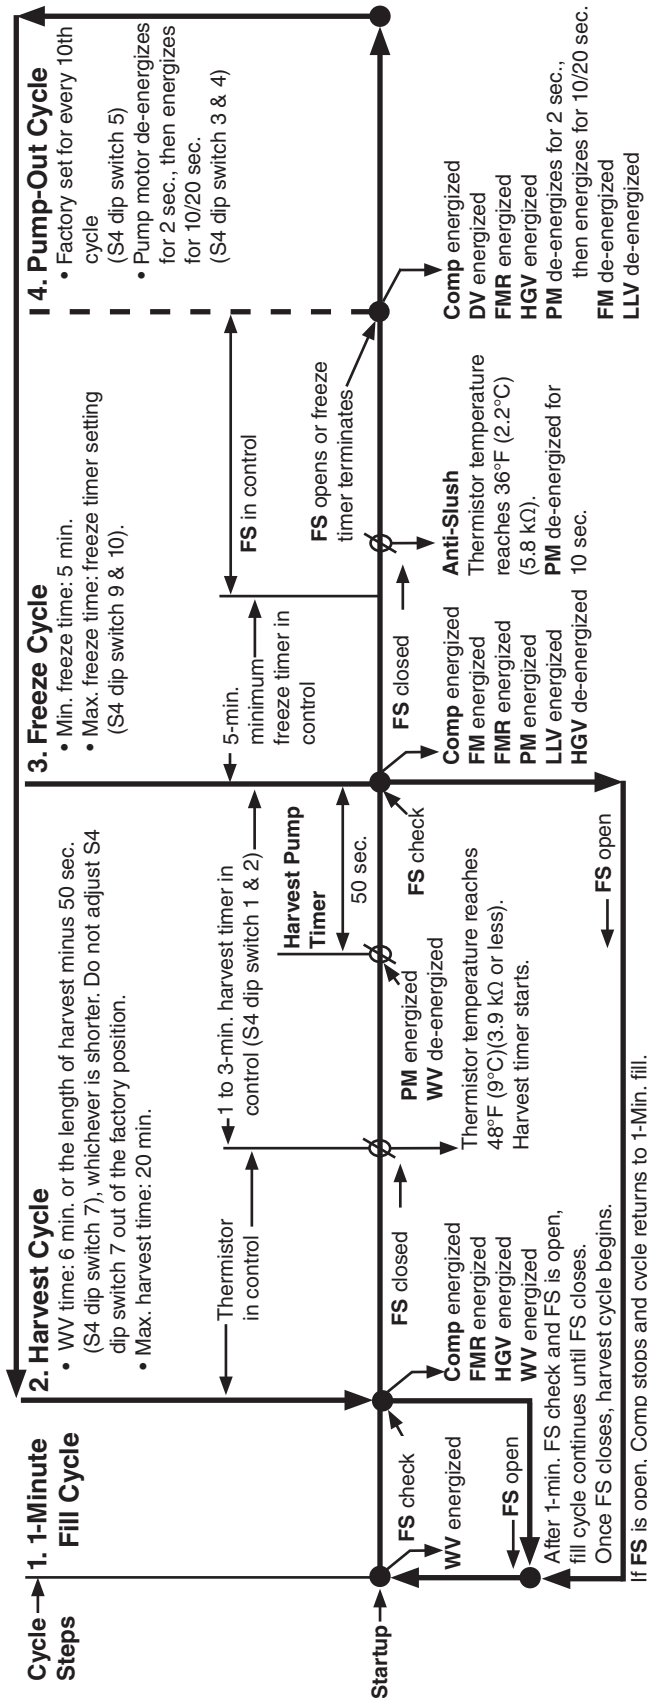 Cycle
Steps
1. 1-Minute
Fill Cycle
2. Harvest Cycle
• WV time: 6 min. or the length of harvest minus 50 sec.
(S4 dip switch 7), whichever is shorter. Do not adjust S4
dip switch 7 out of the factory position.
• Max. harvest time: 20 min.
3. Freeze Cycle
• Min. freeze time: 5 min.
• Max. freeze time: freeze timer setting
(S4 dip switch 9 & 10).
4. Pump-Out Cycle
• Factory set for every 10th
cycle
(S4 dip switch 5)
• Pump motor de-energizes
for 2 sec., then energizes
for 10/20 sec.
(S4 dip switch 3 & 4)
Thermistor
in control
1 to 3-min. harvest timer in
control (S4 dip switch 1 & 2)
Harvest Pump
Timer
50 sec.
5-min.
minimum
freeze timer in
control
FS in control
FS opens or freeze
timer terminates
Startup
FS check
WV energized
FS open
After 1-min. FS check and FS is open,
fill cycle continues until FS closes.
Once FS closes, harvest cycle begins.
FS closed
Comp energized
FMR energized
HGV energized
WV energized
Thermistor temperature reaches
48°F (9°C)(3.9 kΩ or less).
Harvest timer starts.
PM energized
WV de-energized
FS check
FS closed
Comp energized
FM energized
FMR energized
PM energized
LLV energized
HGV de-energized
Anti-Slush
Thermistor temperature
reaches 36°F (2.2°C)
(5.8 kΩ).
PM de-energized for
10 sec.
Comp energized
DV energized
FMR energized
HGV energized
PM de-energizes for 2 sec.,
then energizes for 10/20 sec.
FM de-energized
LLV de-energized
FS open
If FS is open, Comp stops and cycle returns to 1-Min. fill.